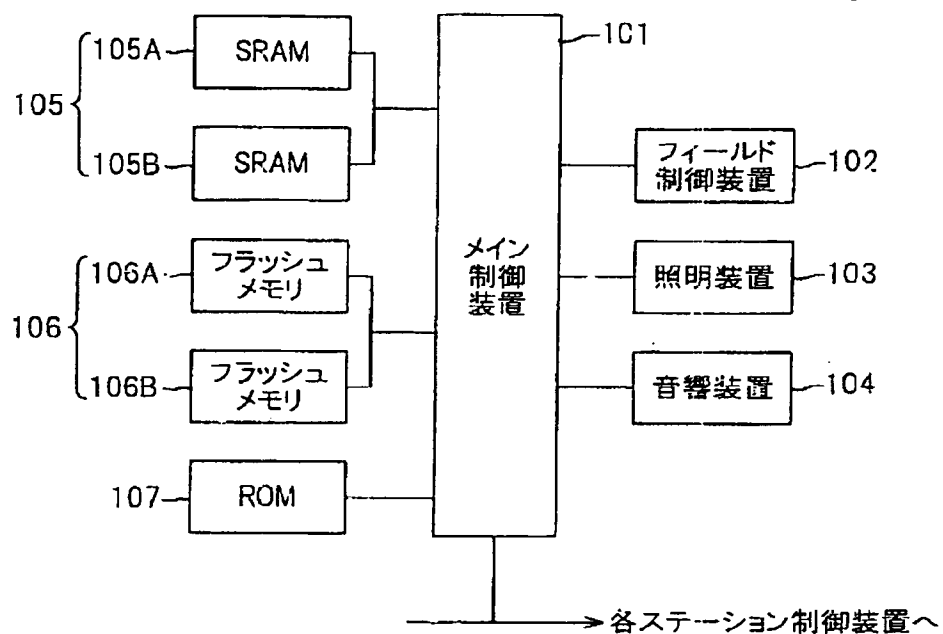 101
105A
SRAM
105
105B
SRAM
フィールド
制御装置
102
106A
フラッシュ
メモリ
メイン
制御
装置
照明装置
103
106
106B
フラッシュ
メモリ
音響装置
104
107
ROM
各ステーション制御装置へ